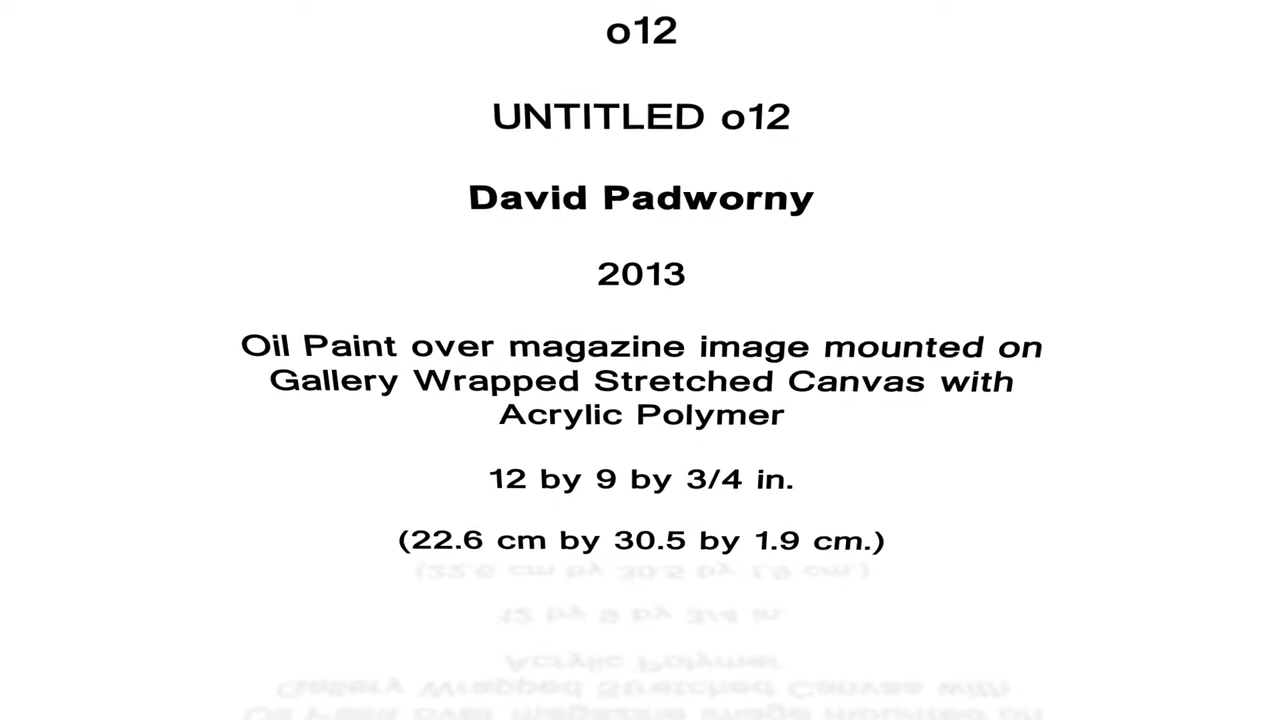 o12
UNTITLED o12
David Padworny
2013
Oil Paint over magazine image mounted on
Gallery Wrapped Stretched Canvas with
Acrylic Polymer
12 by 9 by 3/4 in.
(22.6 cm by 30.5 by 1.9 cm.)